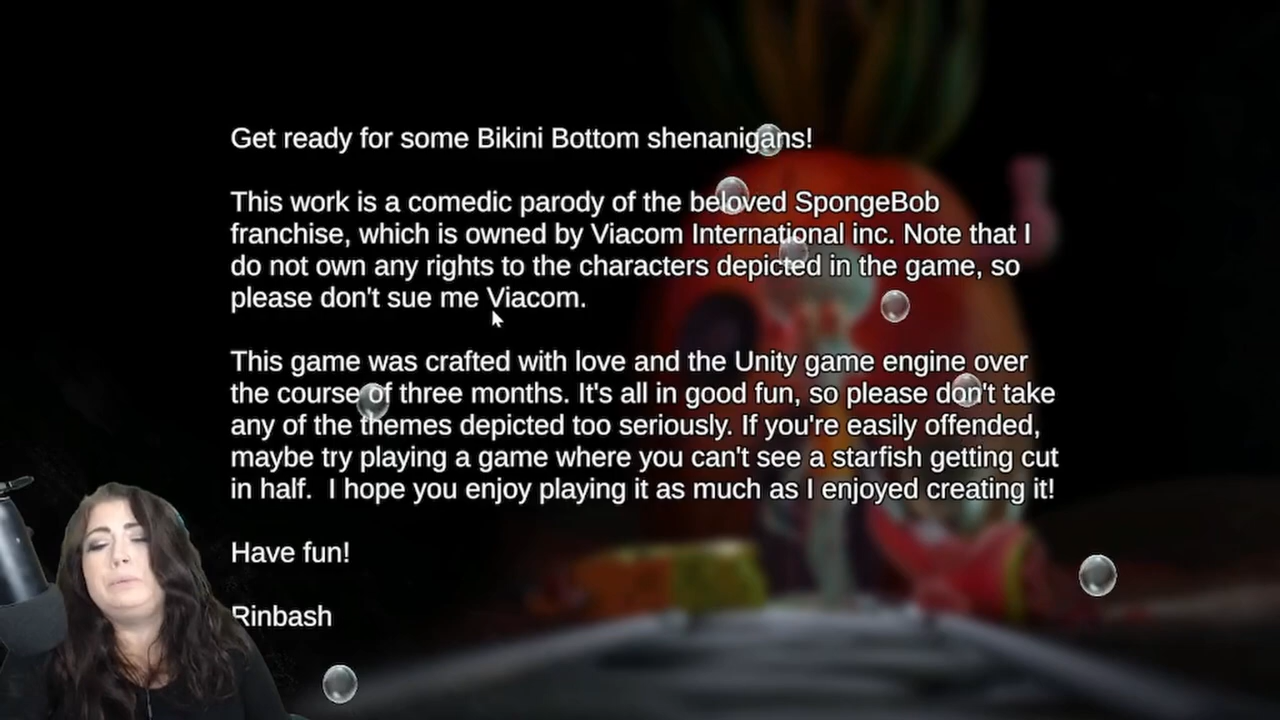 Get ready for some Bikini Bottom shenanigans!
This work is a comedic parody of the beloved SpongeBob
franchise, which is owned by Viacom International inc. Note that I
do not own any rights to the characters depicted in the game, so
please don't sue me Viacom.
This game was crafted with love and the Unity game engine over
the course of three months. It's all in good fun, so please don't take
any of the themes depicted too seriously. If you're easily offended,
maybe try playing a game where you can't see a starfish getting cut
in half.  I hope you enjoy playing it as much as I enjoyed creating it!
Have fun!
Rinbash